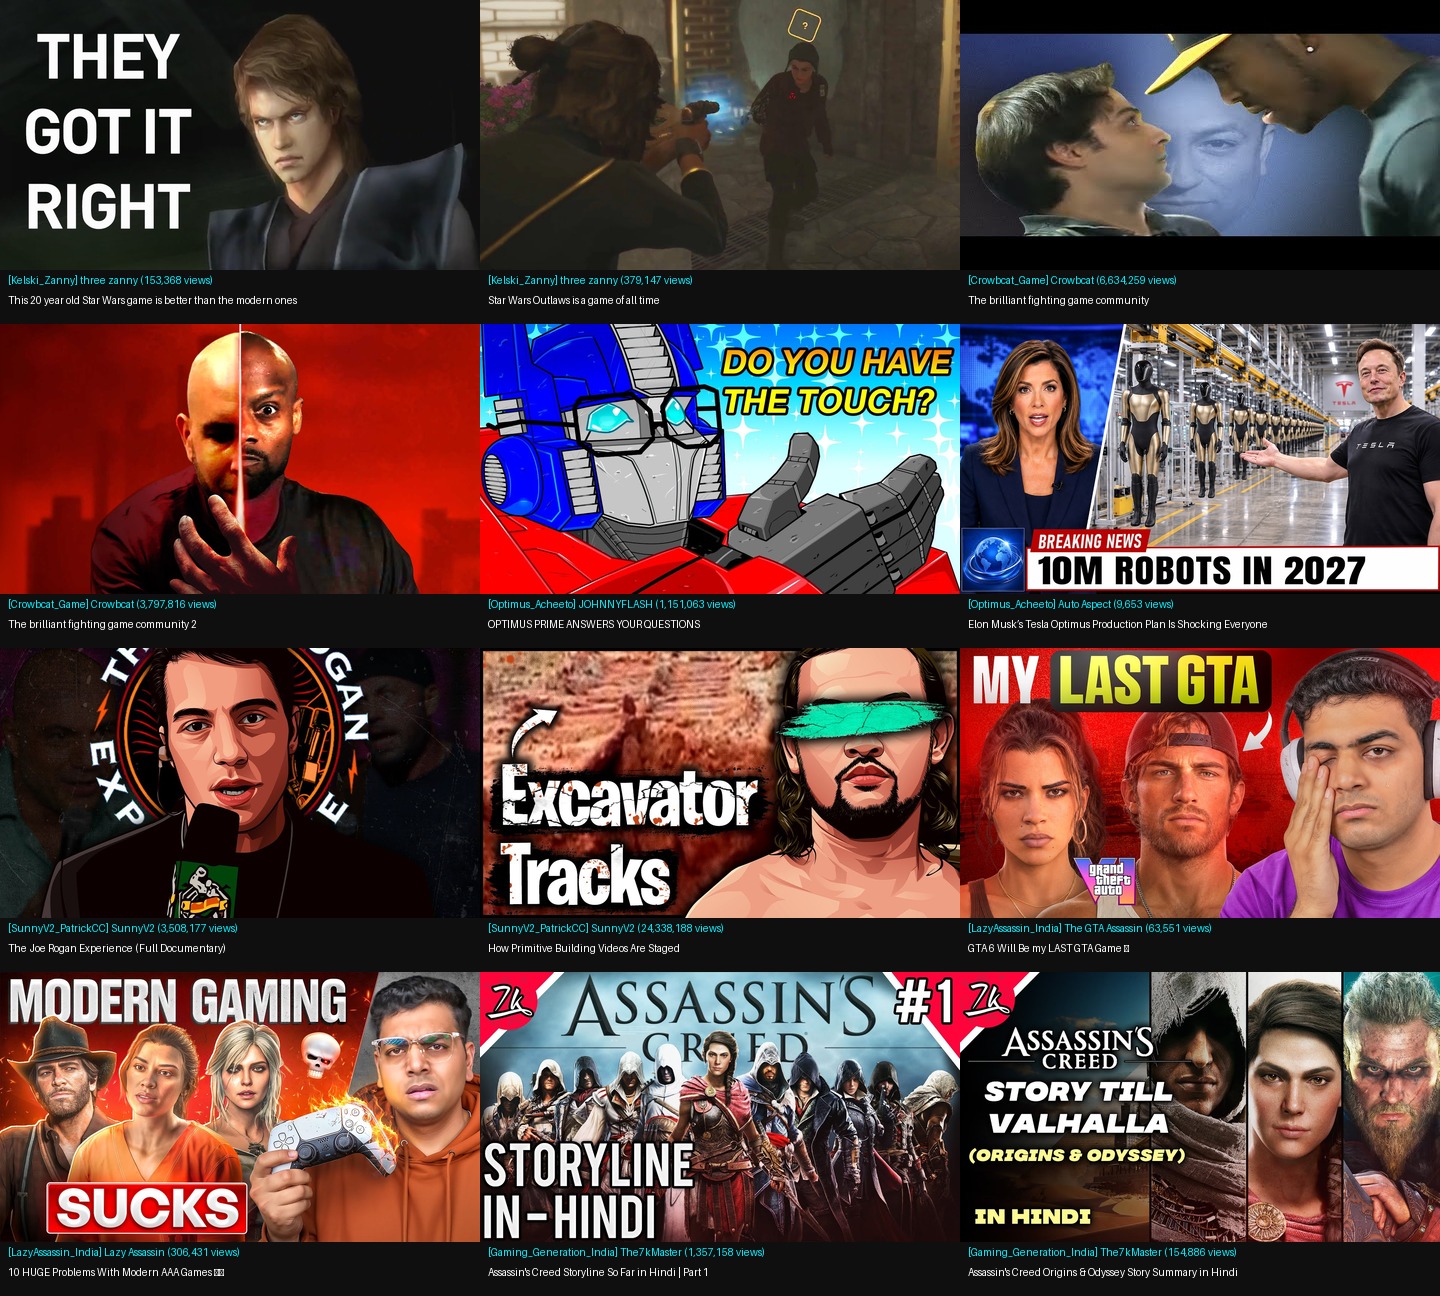 THEY
GOT IT
RIGHT
?
[Kelski_Zanny] three zanny (153,368 views)
This 20 year old Star Wars game is better than the modern ones
[Kelski_Zanny] three zanny (379,147 views)
Star Wars Outlaws is a game of all time
[Crowbcat_Game] Crowbcat (6,634,259 views)
The brilliant fighting game community
DO YOU HAVE
THE TOUCH?
TESLA
TESLA
BREAKING NEWS
10M ROBOTS IN 2027
[Crowbcat_Game] Crowbcat (3,797,816 views)
The brilliant fighting game community 2
[Optimus_Acheeto] JOHNNYFLASH (1,151,063 views)
OPTIMUS PRIME ANSWERS YOUR QUESTIONS
[Optimus_Acheeto] Auto Aspect (9,653 views)
Elon Musk's Tesla Optimus Production Plan Is Shocking Everyone
Excavator
Tracks
MY LAST GTA
grand
theft
auto
VI
[SunnyV2_PatrickCC] SunnyV2 (3,508,177 views)
The Joe Rogan Experience (Full Documentary)
[SunnyV2_PatrickCC] SunnyV2 (24,338,188 views)
How Primitive Building Videos Are Staged
[LazyAssassin_India] The GTA Assassin (63,551 views)
GTA 6 Will Be my LAST GTA Game
MODERN GAMING
SUCKS
7k
ASSASSIN'S
CREED
#1
STORYLINE
IN - HINDI
7k
ASSASSIN'S
CREED
STORY TILL
VALHALLA
(ORIGINS & ODYSSEY)
IN HINDI
[LazyAssassin_India] Lazy Assassin (306,431 views)
10 HUGE Problems With Modern AAA Games
[Gaming_Generation_India] The7kMaster (1,357,158 views)
Assassin's Creed Storyline So Far in Hindi | Part 1
[Gaming_Generation_India] The7kMaster (154,886 views)
Assassin's Creed Origins & Odyssey Story Summary in Hindi